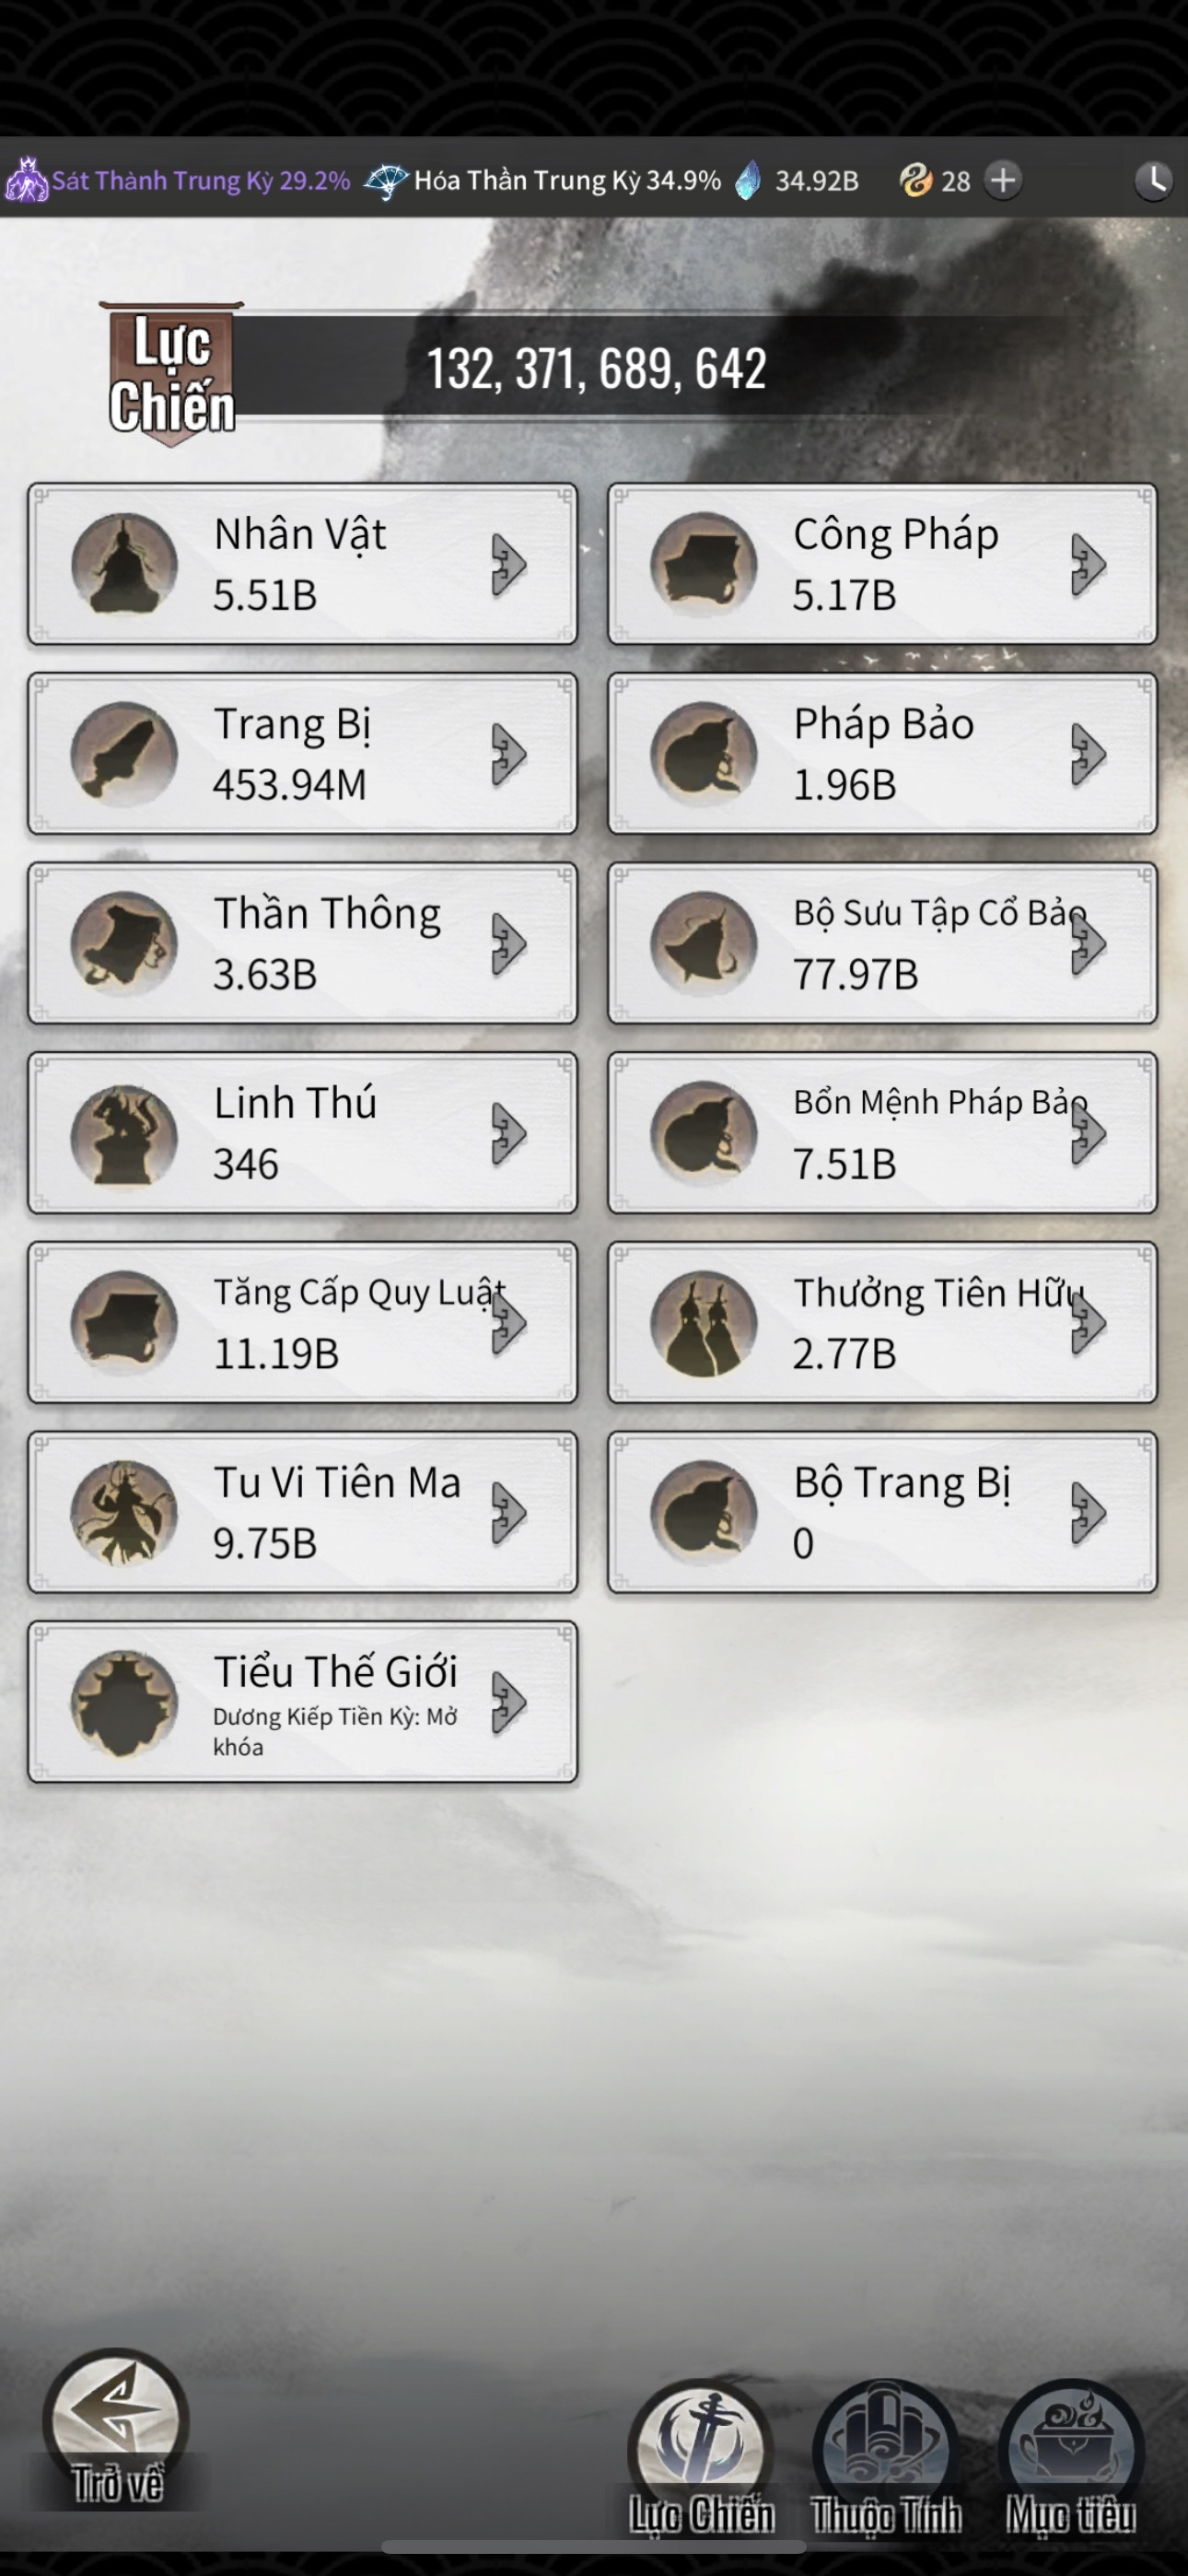 Sát Thành Trung Kỳ 29.2% Hóa Thần Trung Kỳ 34.9% 34.92B 28
Lực
Chiến
132, 371, 689, 642
Nhân Vật
5.51B
Công Pháp
5.17B
Trang Bị
453.94M
Pháp Bảo
1.96B
Thần Thông
3.63B
Bộ Sưu Tập Cổ Bảo
77.97B
Linh Thú
346
Bổn Mệnh Pháp Bảo
7.51B
Tăng Cấp Quy Luật
11.19B
Thưởng Tiên Hữu
2.77B
Tu Vi Tiên Ma
9.75B
Bộ Trang Bị
0
Tiểu Thế Giới
Dương Kiếp Tiền Kỳ: Mở
khóa
Trở về
Lực Chiến
Thuộc Tính
Mục tiêu